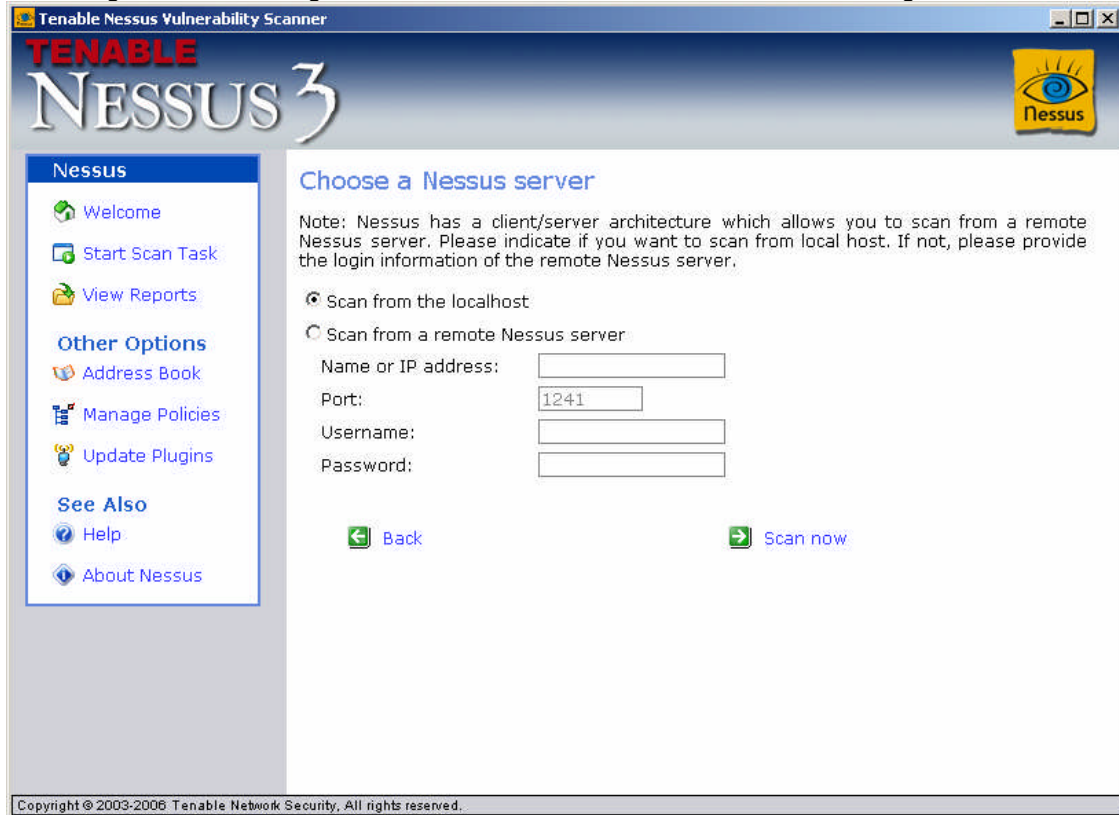 Tenable Nessus Vulnerability Scanner
TENABLE
NESSUS 3
nessus
Nessus
Welcome
Start Scan Task
View Reports
Other Options
Address Book
Manage Policies
Update Plugins
See Also
Help
About Nessus
Choose a Nessus server
Note: Nessus has a client/server architecture which allows you to scan from a remote
Nessus server. Please indicate if you want to scan from local host. If not, please provide
the login information of the remote Nessus server.
Scan from the localhost
Scan from a remote Nessus server
Name or IP address:
Port: 1241
Username:
Password:
Back Scan now
Copyright © 2003-2006 Tenable Network Security, All rights reserved.